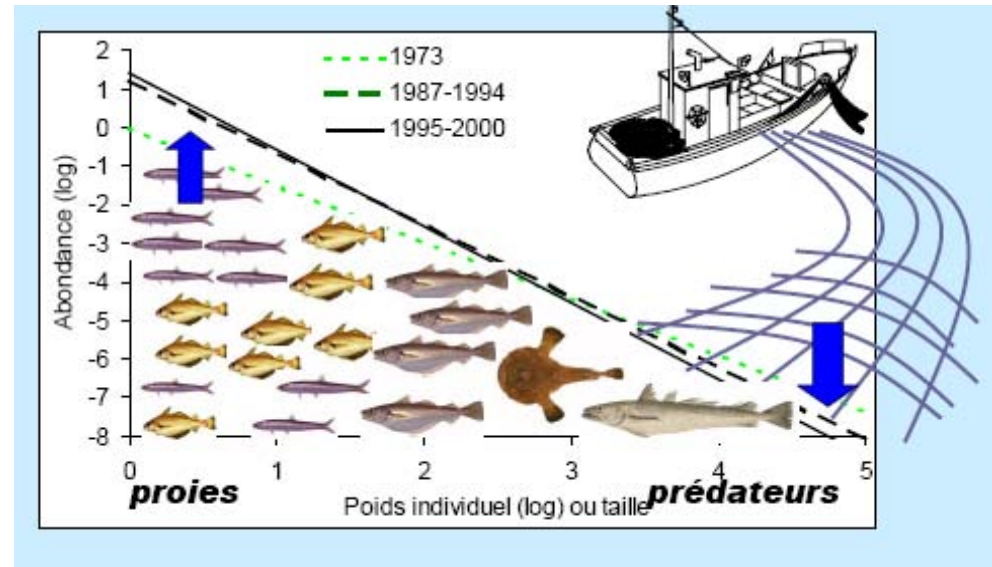 1973
1987-1994
1995-2000
Abondance (log)
2
1
0
-1
-2
-3
-4
-5
-6
-7
-8
0 1 2 3 4 5
proies
Poids individuel (log) ou taille
prédateurs